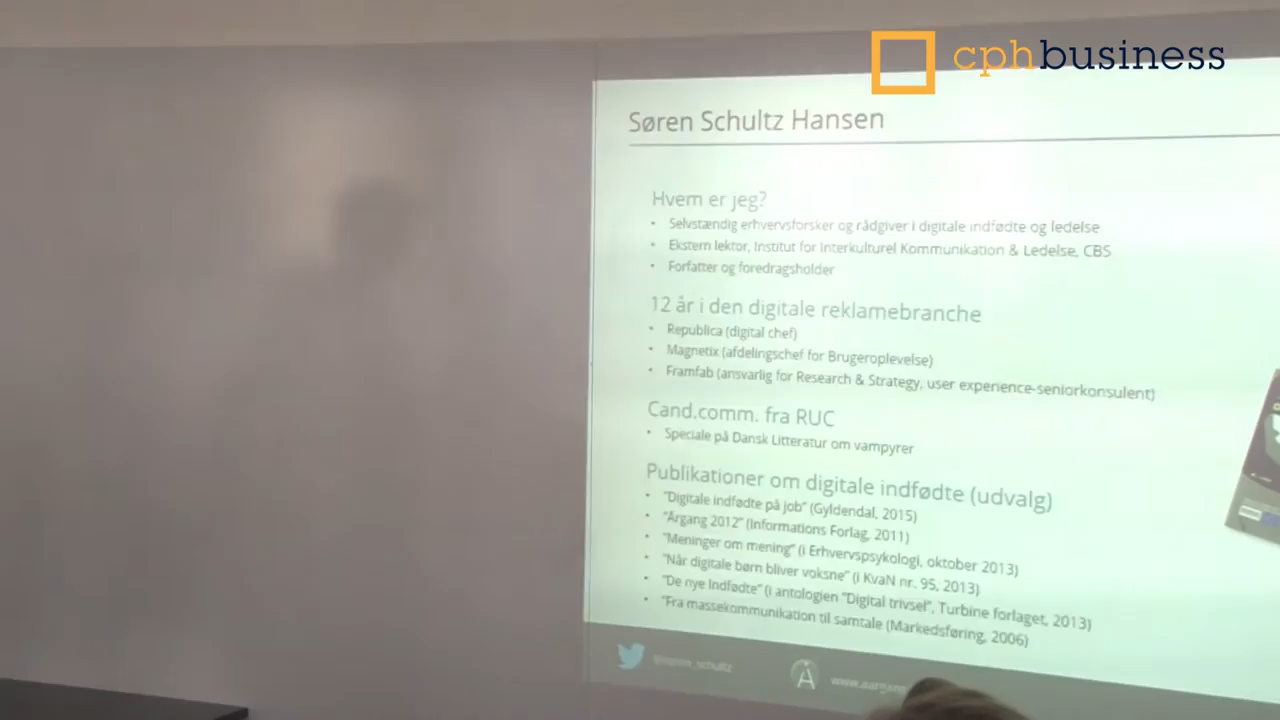 cphbusiness
Søren Schultz Hansen
Hvem er jeg?
• Selvstændig erhvervsforsker og rådgiver i digitale indfødte og ledelse
• Ekstern lektor, Institut for Interkulturel Kommunikation & Ledelse, CBS
• Forfatter og foredragsholder
12 år i den digitale reklamebranche
• Republica (digital chef)
• Magnetix (afdelingschef for Brugeroplevelse)
• Framfab (ansvarlig for Research & Strategy, user experience-seniorkonsulent)
Cand.comm. fra RUC
• Speciale på Dansk Litteratur om vampyrer
Publikationer om digitale indfødte (udvalg)
• "Digitale indfødte på job" (Gyldendal, 2015)
• "Årgang 2012" (Informations Forlag, 2011)
• "Meninger om mening" (i Erhvervspsykologi, oktober 2013)
• "Når digitale børn bliver voksne" (i KvaN nr. 95, 2013)
• "De nye Indfødte" (i antologien "Digital trivsel", Turbine forlaget, 2013)
• "Fra massekommunikation til samtale (Markedsføring, 2006)
Å